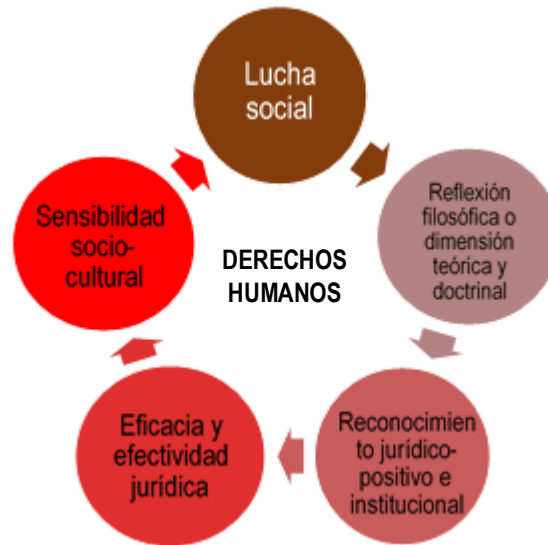 Lucha
social
Reflexión
filosófica o
dimensión
teórica y
doctrinal
Reconocimien
to jurídico-
positivo e
institucional
Eficacia y
efectividad
jurídica
Sensibilidad
socio-
cultural
DERECHOS
HUMANOS